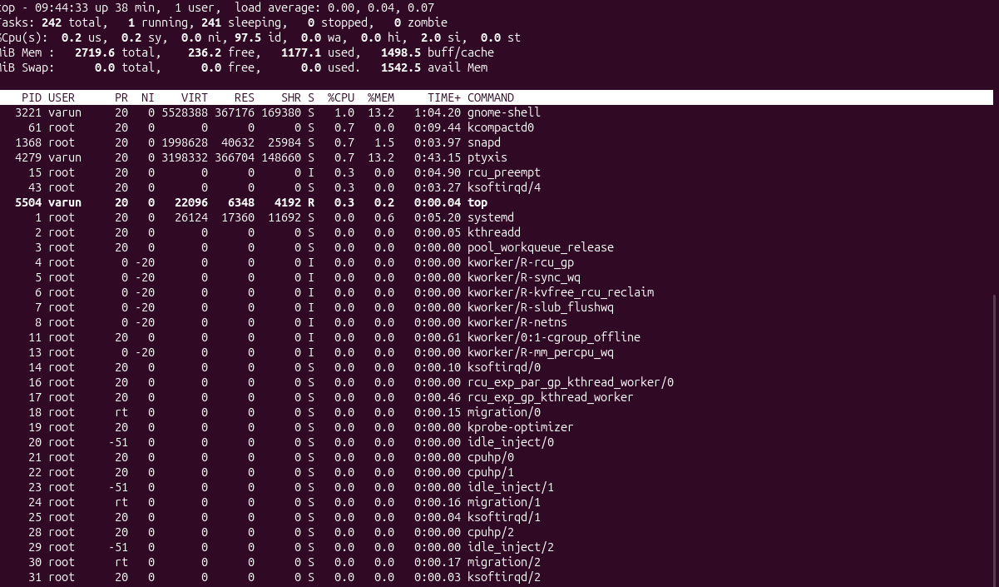 top - 09:44:33 up 38 min,  1 user,  load average: 0.00, 0.04, 0.07
Tasks: 242 total,   1 running, 241 sleeping,   0 stopped,   0 zombie
%Cpu(s):  0.2 us,  0.2 sy,  0.0 ni, 97.5 id,  0.0 wa,  0.0 hi,  2.0 si,  0.0 st
MiB Mem :   2719.6 total,    236.2 free,   1177.1 used,   1498.5 buff/cache
MiB Swap:      0.0 total,      0.0 free,      0.0 used.   1542.5 avail Mem
PID USER      PR  NI    VIRT    RES    SHR S  %CPU  %MEM     TIME+ COMMAND
3221 varun     20   0 5528388 367176 169380 S   1.0  13.2   1:04.20 gnome-shell
61 root      20   0       0      0      0 S   0.7   0.0   0:09.44 kcompactd0
1368 root      20   0 1998628  40632  25984 S   0.7   1.5   0:03.97 snapd
4279 varun     20   0 3198332 366704 148660 S   0.7  13.2   0:43.15 ptyxis
15 root      20   0       0      0      0 I   0.3   0.0   0:04.90 rcu_preempt
43 root      20   0       0      0      0 S   0.3   0.0   0:03.27 ksoftirqd/4
5504 varun     20   0   22096   6348   4192 R   0.3   0.2   0:00.04 top
1 root      20   0   26124  17360  11692 S   0.0   0.6   0:05.20 systemd
2 root      20   0       0      0      0 S   0.0   0.0   0:00.05 kthreadd
3 root      20   0       0      0      0 S   0.0   0.0   0:00.00 pool_workqueue_release
4 root       0 -20       0      0      0 I   0.0   0.0   0:00.00 kworker/R-rcu_gp
5 root       0 -20       0      0      0 I   0.0   0.0   0:00.00 kworker/R-sync_wq
6 root       0 -20       0      0      0 I   0.0   0.0   0:00.00 kworker/R-kvfree_rcu_reclaim
7 root       0 -20       0      0      0 I   0.0   0.0   0:00.00 kworker/R-slub_flushwq
8 root       0 -20       0      0      0 I   0.0   0.0   0:00.00 kworker/R-netns
11 root      20   0       0      0      0 I   0.0   0.0   0:00.61 kworker/0:1-cgroup_offline
13 root       0 -20       0      0      0 I   0.0   0.0   0:00.00 kworker/R-mm_percpu_wq
14 root      20   0       0      0      0 S   0.0   0.0   0:00.10 ksoftirqd/0
16 root      20   0       0      0      0 S   0.0   0.0   0:00.00 rcu_exp_par_gp_kthread_worker/0
17 root      20   0       0      0      0 S   0.0   0.0   0:00.46 rcu_exp_gp_kthread_worker
18 root      rt   0       0      0      0 S   0.0   0.0   0:00.15 migration/0
19 root      20   0       0      0      0 S   0.0   0.0   0:00.00 kprobe-optimizer
20 root     -51   0       0      0      0 S   0.0   0.0   0:00.00 idle_inject/0
21 root      20   0       0      0      0 S   0.0   0.0   0:00.00 cpuhp/0
22 root      20   0       0      0      0 S   0.0   0.0   0:00.00 cpuhp/1
23 root     -51   0       0      0      0 S   0.0   0.0   0:00.00 idle_inject/1
24 root      rt   0       0      0      0 S   0.0   0.0   0:00.16 migration/1
25 root      20   0       0      0      0 S   0.0   0.0   0:00.04 ksoftirqd/1
28 root      20   0       0      0      0 S   0.0   0.0   0:00.00 cpuhp/2
29 root     -51   0       0      0      0 S   0.0   0.0   0:00.00 idle_inject/2
30 root      rt   0       0      0      0 S   0.0   0.0   0:00.17 migration/2
31 root      20   0       0      0      0 S   0.0   0.0   0:00.03 ksoftirqd/2